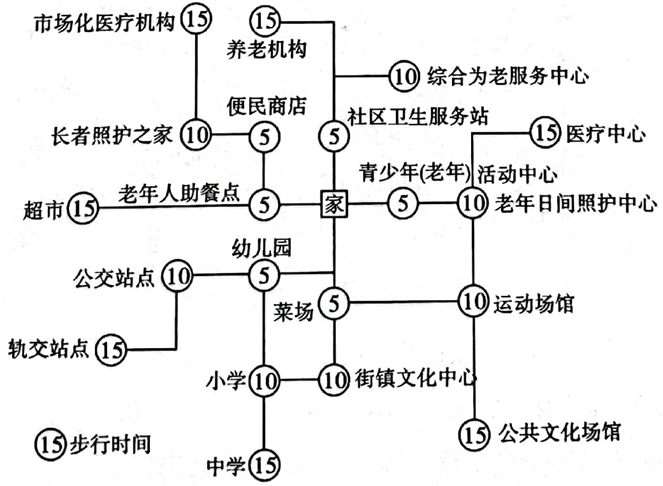 市场化医疗机构 15
15
养老机构
10 综合为老服务中心
便民商店
社区卫生服务站
长者照护之家 10
5
5
15 医疗中心
青少年(老年)活动中心
超市 15
老年人助餐点
5
家
5
10 老年日间照护中心
幼儿园
公交站点 10
5
菜场 5
10 运动场馆
轨交站点 15
小学 10
10 街镇文化中心
15 步行时间
中学 15
15 公共文化场馆